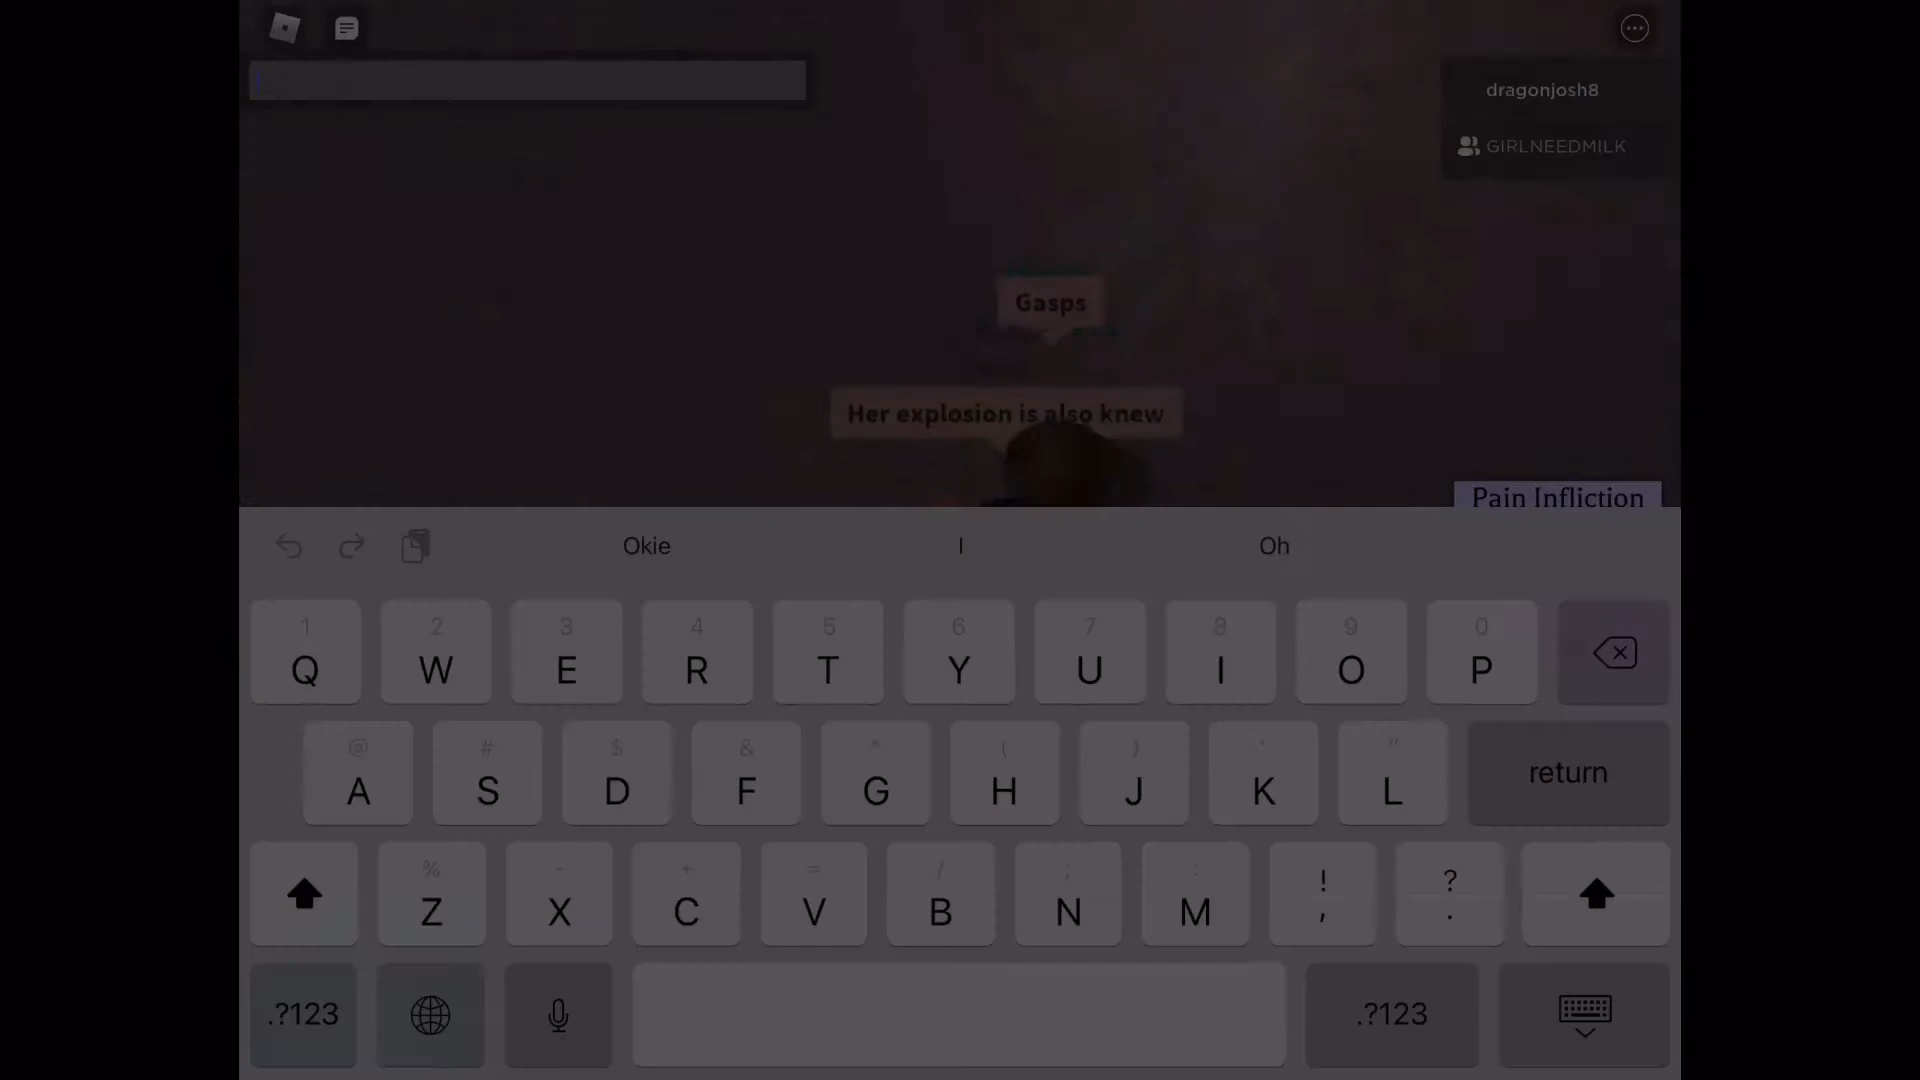 dragonjosh8
GIRLNEEDMILK
Gasps
Her explosion is also knew
Pain Infliction
Okie I Oh
1 2 3 4 5 6 7 8 9 0
Q W E R T Y U I O P
@ # $ & * ( ) ' "
A S D F G H J K L return
% - + = / ; : ! ?
Z X C V B N M , .
.?123 .?123